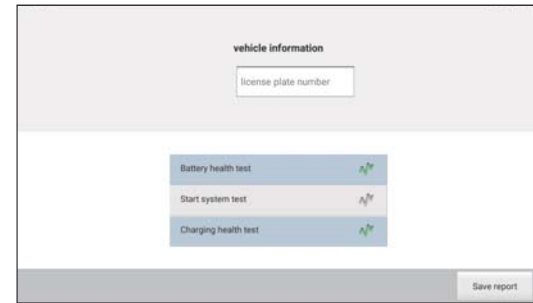 vehicle information
license plate number
Battery health test
Start system test
Charging health test
Save report